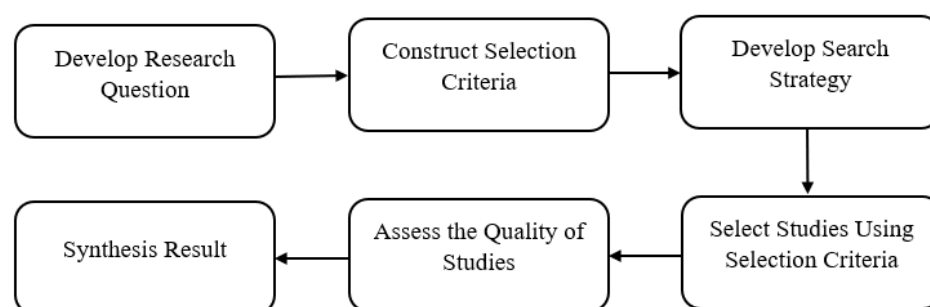 Develop Research
Question
Construct Selection
Criteria
Develop Search
Strategy
Select Studies Using
Selection Criteria
Assess the Quality of
Studies
Synthesis Result